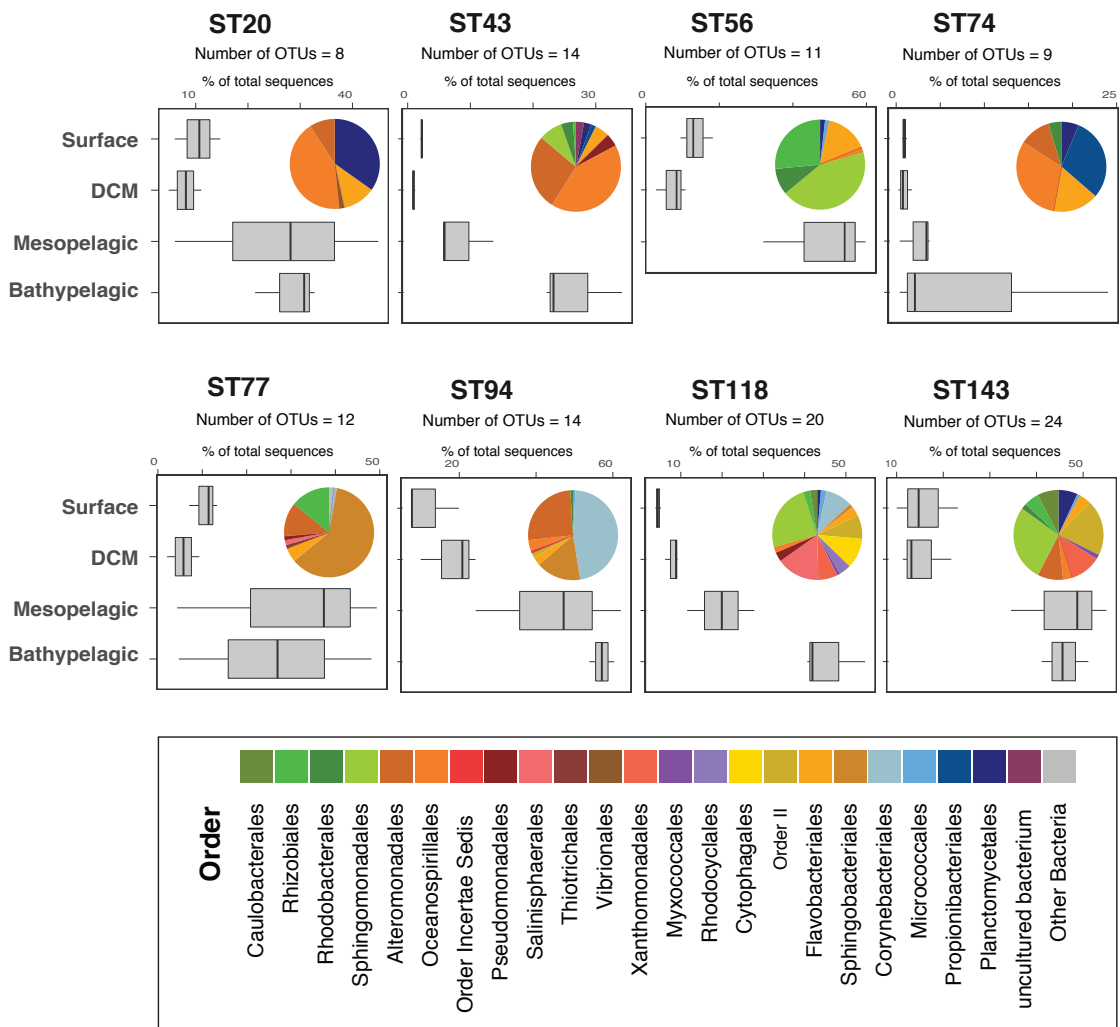 ST20
ST43
ST56
ST74
Number of OTUs = 8
Number of OTUs = 14
Number of OTUs = 11
Number of OTUs = 9
% of total sequences
% of total sequences
% of total sequences
% of total sequences
10 40
0 30
0 60
0 25
Surface
DCM
Mesopelagic
Bathypelagic
ST77
ST94
ST118
ST143
Number of OTUs = 12
Number of OTUs = 14
Number of OTUs = 20
Number of OTUs = 24
% of total sequences
% of total sequences
% of total sequences
% of total sequences
0 50
20 60
10 50
10 50
Surface
DCM
Mesopelagic
Bathypelagic
Order
Caulobacterales
Rhizobiales
Rhodobacterales
Sphingomonadales
Alteromonadales
Oceanospirillales
Order Incertae Sedis
Pseudomonadales
Salinisphaerales
Thiotrichales
Vibrionales
Xanthomonadales
Myxococcales
Rhodocyclales
Cytophagales
Order II
Flavobacteriales
Sphingobacteriales
Corynebacteriales
Micrococcales
Propionibacteriales
Planctomycetales
uncultured bacterium
Other Bacteria